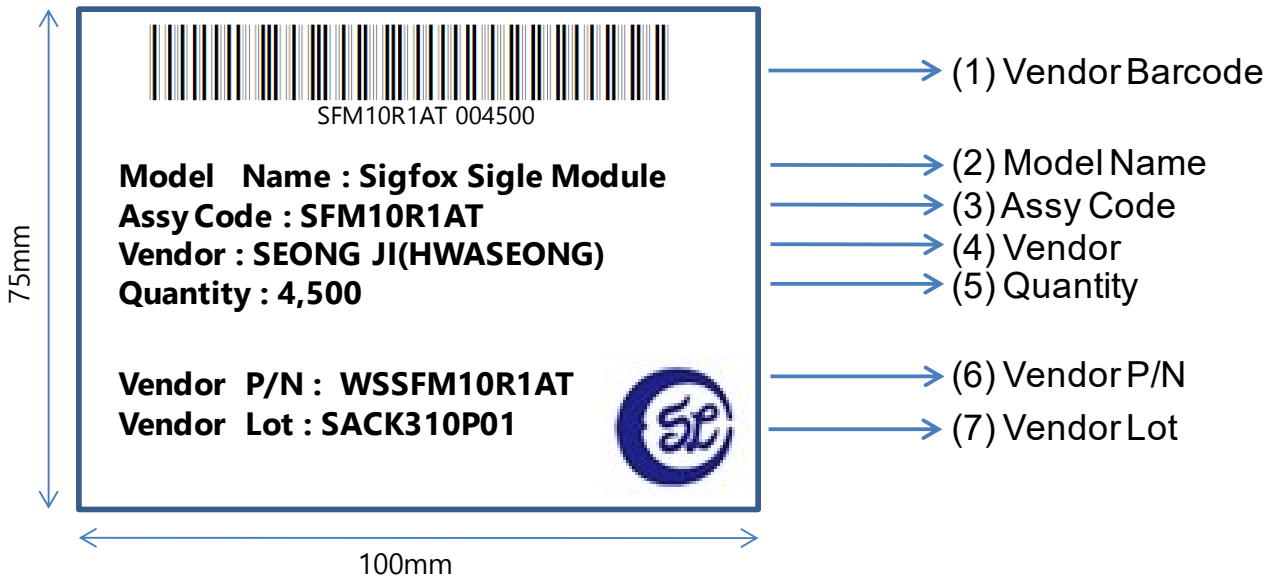 SFM10R1AT 004500
(1) Vendor Barcode
Model Name : Sigfox Sigle Module
(2) Model Name
Assy Code : SFM10R1AT
(3) Assy Code
Vendor : SEONG JI(HWASEONG)
(4) Vendor
Quantity : 4,500
(5) Quantity
Vendor P/N : WSSFM10R1AT
(6) Vendor P/N
Vendor Lot : SACK310P01
(7) Vendor Lot
SL
75mm
100mm